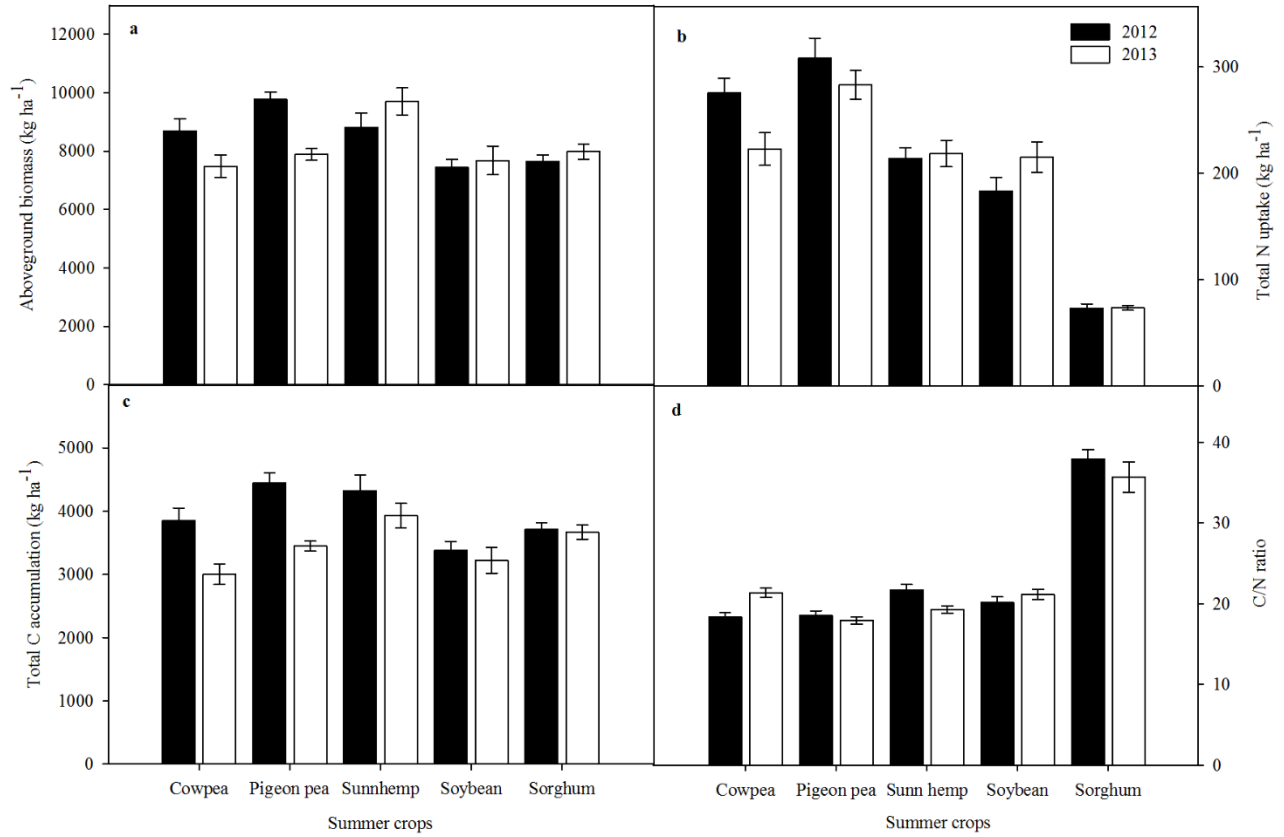 a
12000
10000
8000
6000
4000
2000
0
Aboveground biomass (kg ha-1)
b
2012
2013
300
200
100
0
Total N uptake (kg ha-1)
c
5000
4000
3000
2000
1000
0
Total C accumulation (kg ha-1)
Cowpea Pigeon pea Sunnhemp Soybean Sorghum
Summer crops
d
40
30
20
10
0
C/N ratio
Cowpea Pigeon pea Sunn hemp Soybean Sorghum
Summer crops